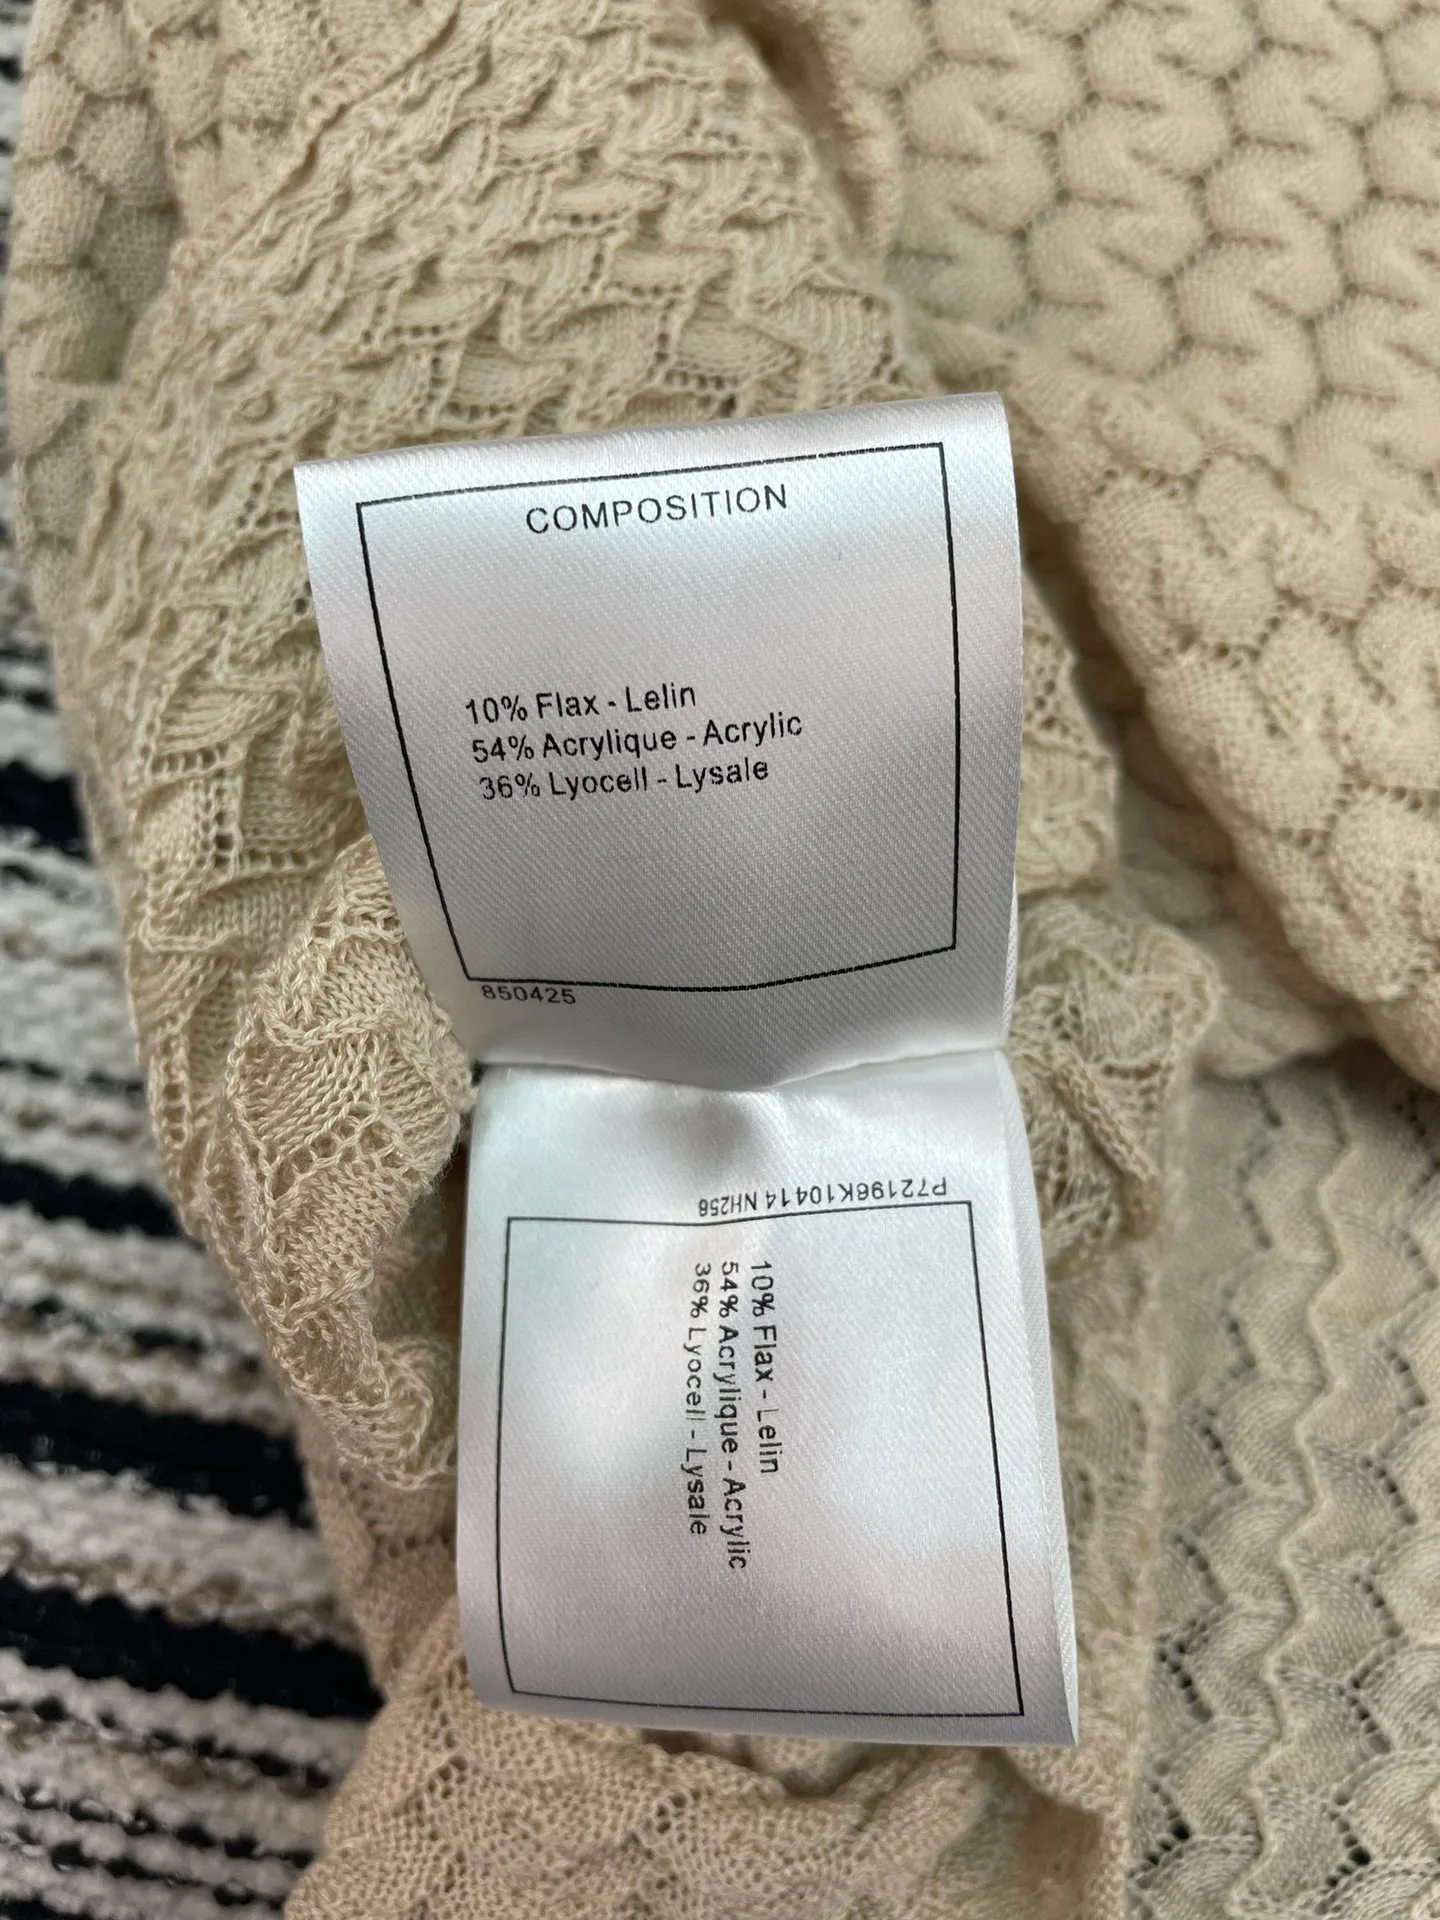 COMPOSITION
10% Flax - Lelin
54% Acrylique - Acrylic
36% Lyocell - Lysale
850425
P72196K10414 NH256
10% Flax - Lelin
54% Acrylique - Acrylic
36% Lyocell - Lysale